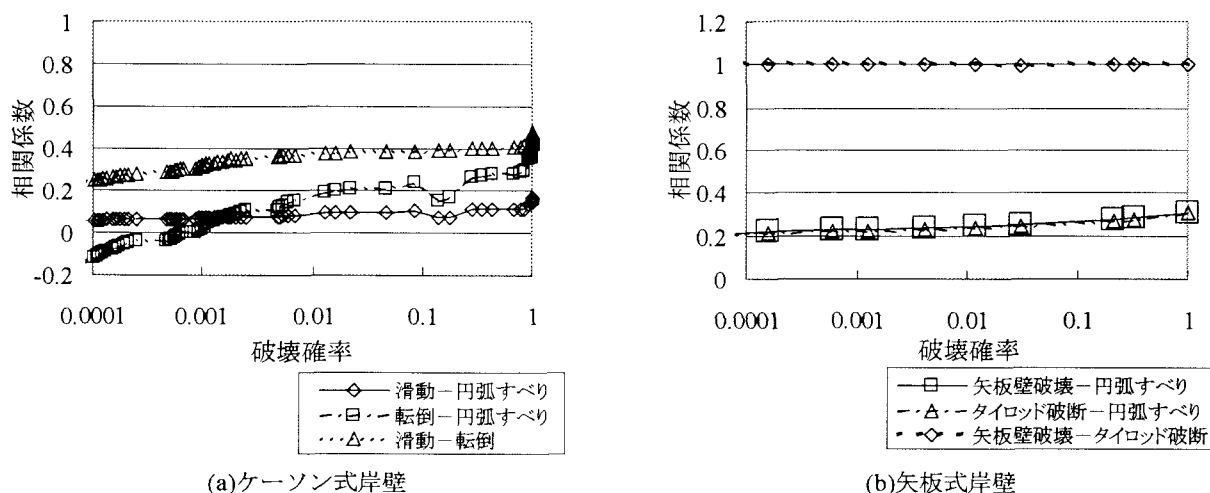 1
0.8
0.6
0.4
0.2
0
-0.2
相関係数
0.0001 0.001 0.01 0.1 1
破壊確率
滑動－円弧すべり
転倒－円弧すべり
滑動－転倒
(a)ケーソン式岸壁
1.2
1
0.8
0.6
0.4
0.2
0
相関係数
0.0001 0.001 0.01 0.1 1
破壊確率
矢板壁破壊－円弧すべり
タイロッド破断－円弧すべり
矢板壁破壊－タイロッド破断
(b)矢板式岸壁